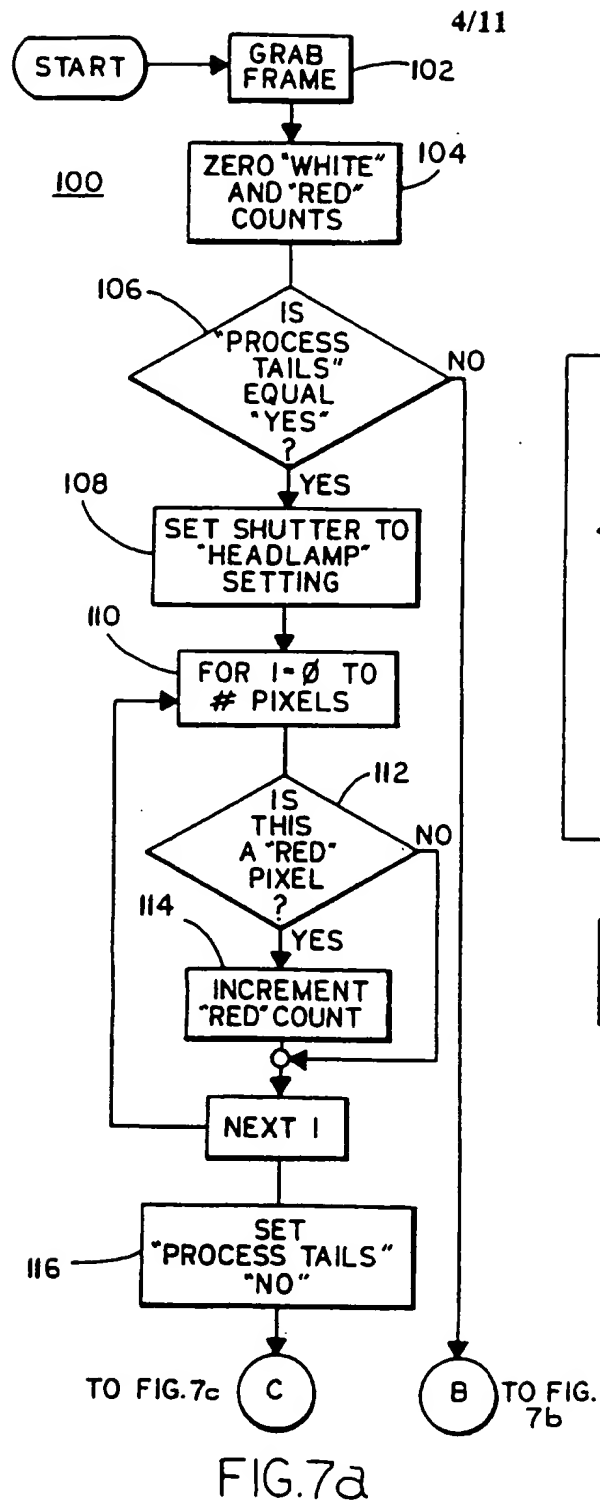 4/11
START
GRAB
FRAME
102
100
ZERO "WHITE"
AND "RED"
COUNTS
104
106
IS
"PROCESS
TAILS"
EQUAL
"YES"
?
NO
YES
108
SET SHUTTER TO
"HEADLAMP"
SETTING
110
FOR I=Ø TO
# PIXELS
112
IS
THIS
A "RED"
PIXEL
?
NO
YES
114
INCREMENT
"RED" COUNT
NEXT I
116
SET
"PROCESS TAILS"
"NO"
TO FIG.7c
C
B
TO FIG.
7b
FIG.7a